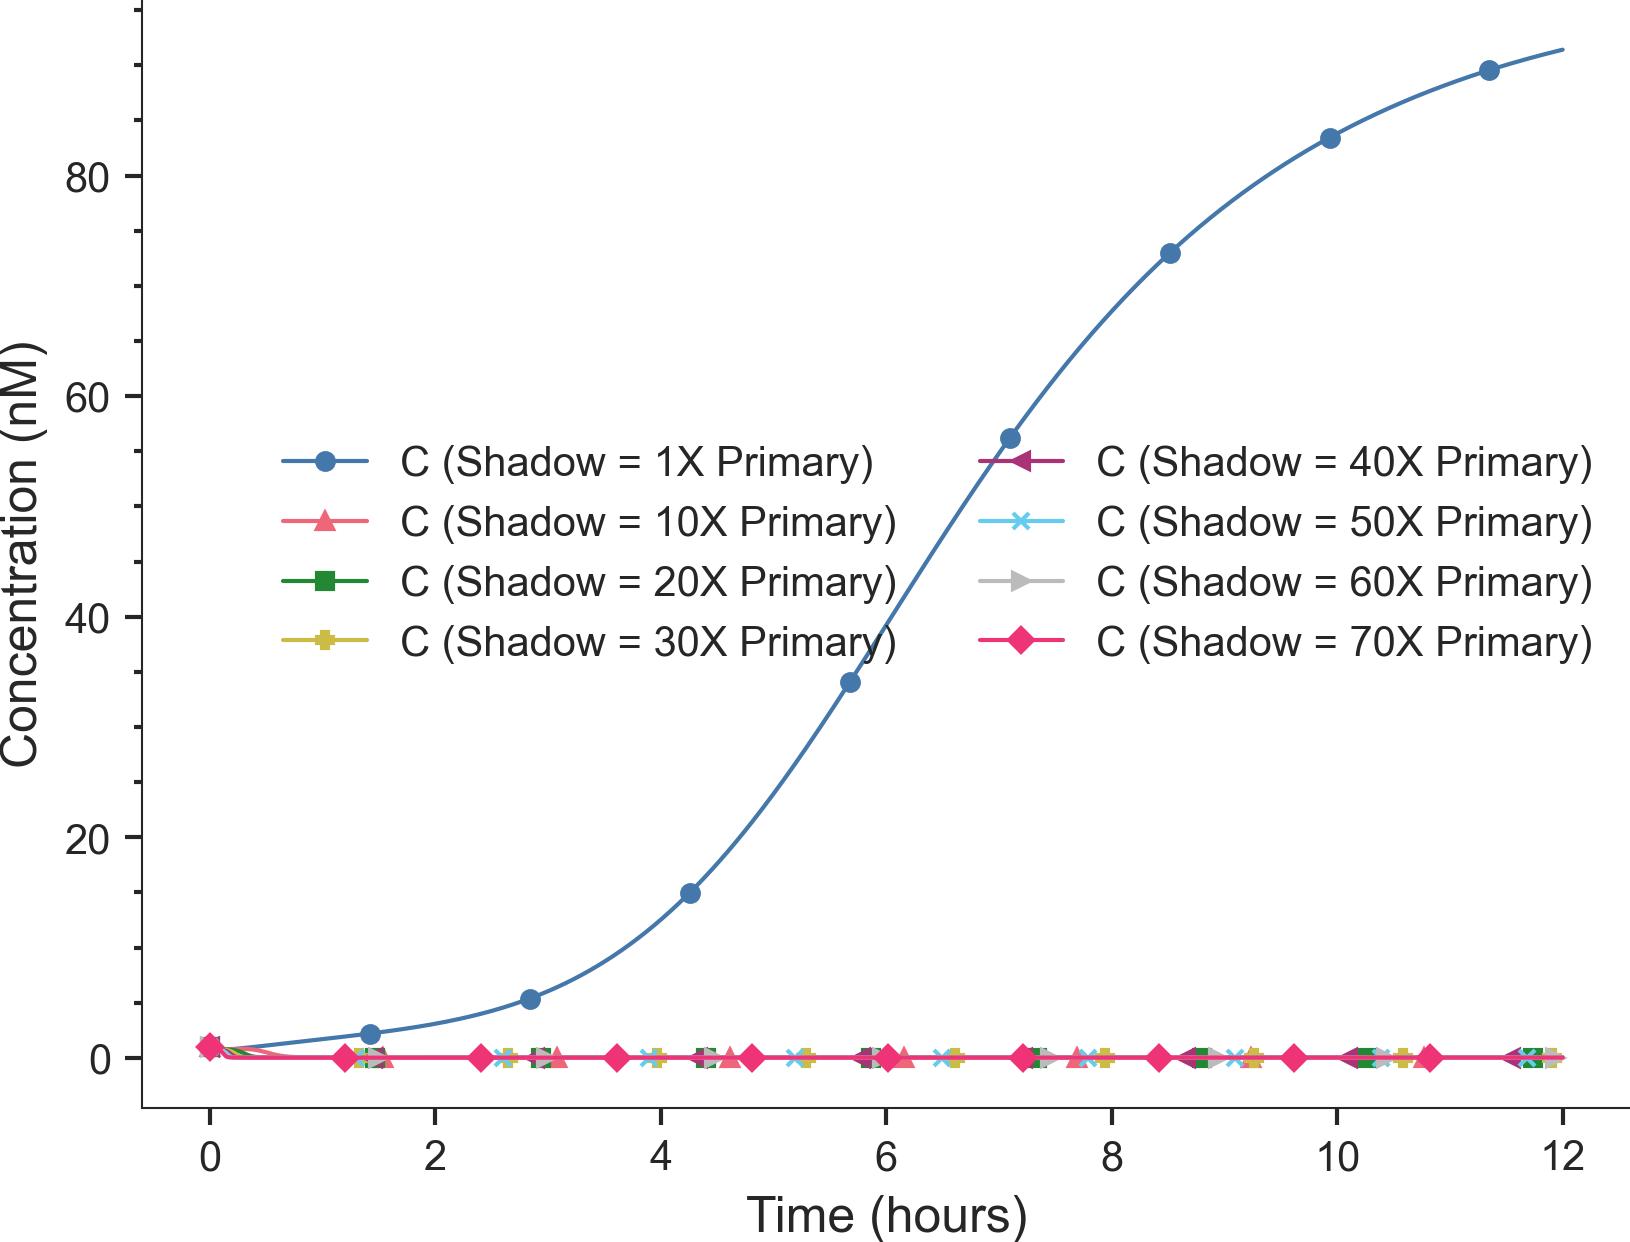 Concentration (nM)
80
60
40
20
0
C (Shadow = 1X Primary)
C (Shadow = 10X Primary)
C (Shadow = 20X Primary)
C (Shadow = 30X Primary)
C (Shadow = 40X Primary)
C (Shadow = 50X Primary)
C (Shadow = 60X Primary)
C (Shadow = 70X Primary)
0 2 4 6 8 10 12
Time (hours)